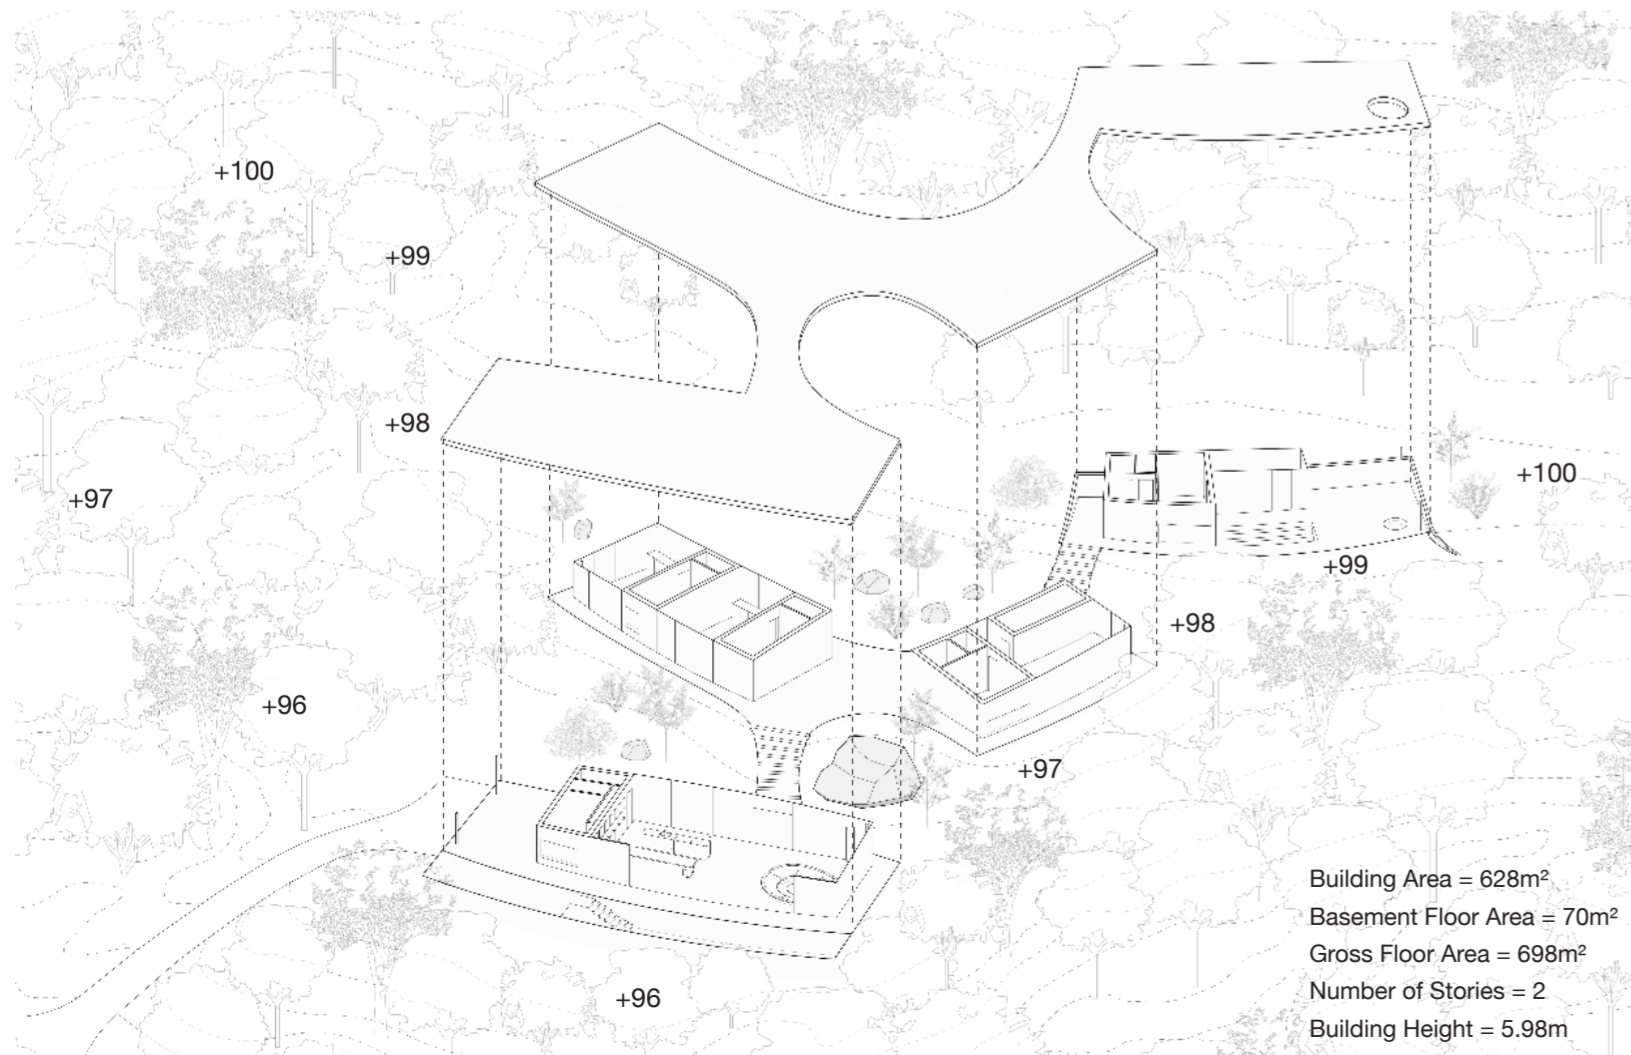 +100
+99
+98
+97
+100
+99
+98
+96
+97
+96
Building Area = 628m²
Basement Floor Area = 70m²
Gross Floor Area = 698m²
Number of Stories = 2
Building Height = 5.98m